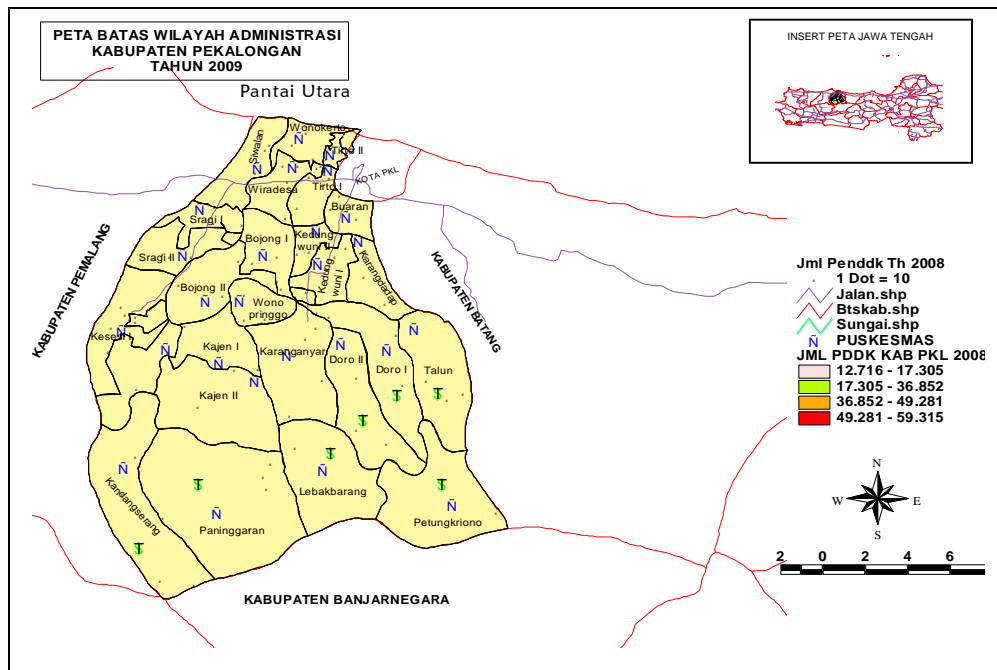 PETA BATAS WILAYAH ADMINISTRASI
KABUPATEN PEKALONGAN
TAHUN 2009
Pantai Utara
INSERT PETA JAWA TENGAH
Wonokerto
Tirto II
Siwalan
Tirto I
KOTA PKL
Wiradesa
Buaran
Sragi I
Bojong I
Kedung
wuni II
Sragi II
Kedung
wuni I
Karangdadap
KABUPATEN PEMALANG
KABUPATEN BATANG
Bojong II
Wono
pringgo
Kesesi I
Kajen I
Karanganyar
Doro II
Doro I
Talun
Kajen II
Lebakbarang
Kandangserang
Paninggaran
Petungkriono
KABUPATEN BANJARNEGARA
Jml Penddk Th 2008
1 Dot = 10
Jalan.shp
Btskab.shp
Sungai.shp
Ñ PUSKESMAS
JML PDDK KAB PKL 2008
12.716 - 17.305
17.305 - 36.852
36.852 - 49.281
49.281 - 59.315
N
W E
S
2 0 2 4 6